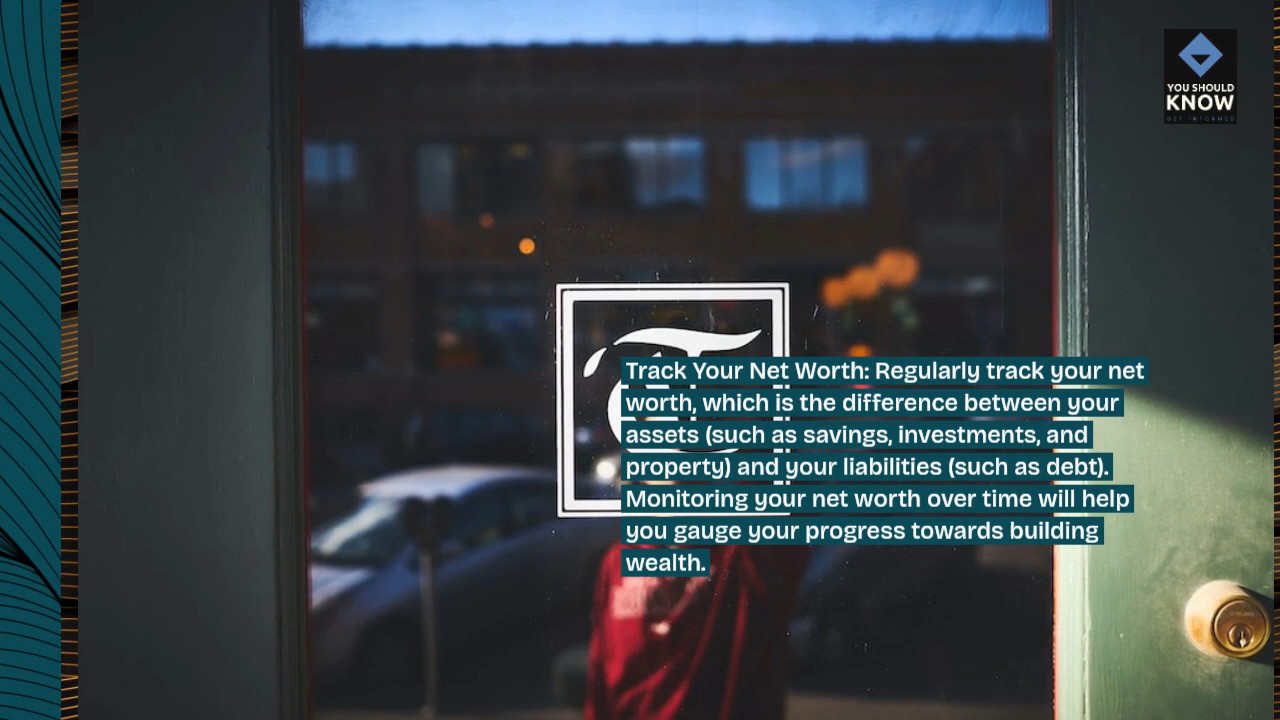 YOU SHOULD
KNOW
GET INFORMED
T
Track Your Net Worth: Regularly track your net
worth, which is the difference between your
assets (such as savings, investments, and
property) and your liabilities (such as debt).
Monitoring your net worth over time will help
you gauge your progress towards building
wealth.